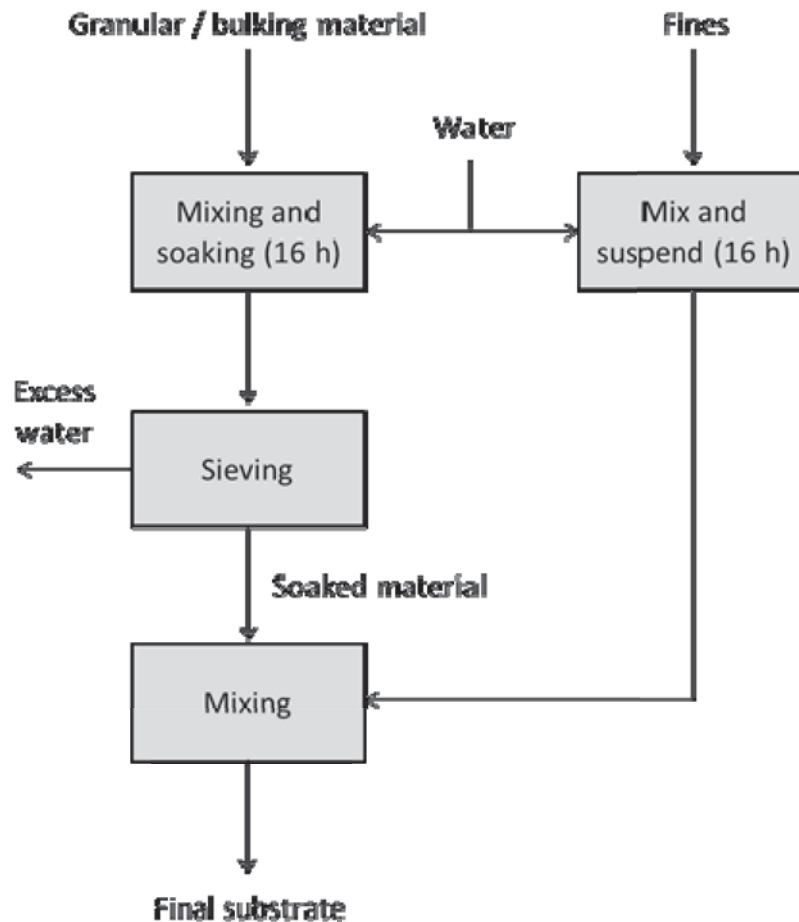 Granular / bulking material
Fines
Water
Mixing and
soaking (16 h)
Mix and
suspend (16 h)
Excess
water
Sieving
Soaked material
Mixing
Final substrate